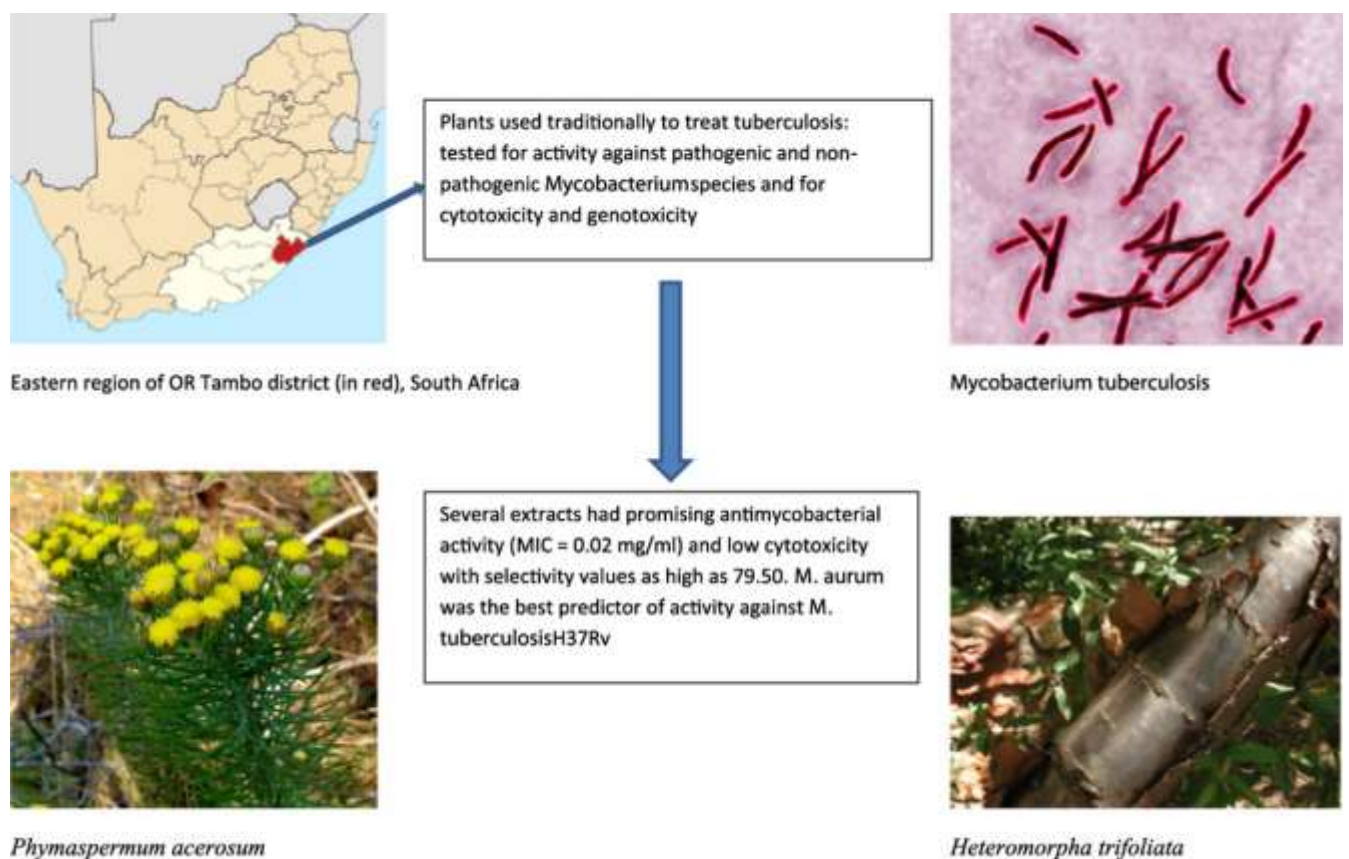 Plants used traditionally to treat tuberculosis:
tested for activity against pathogenic and non-
pathogenic Mycobacteriumspecies and for
cytotoxicity and genotoxicity
Eastern region of OR Tambo district (in red), South Africa
Mycobacterium tuberculosis
Several extracts had promising antimycobacterial
activity (MIC = 0.02 mg/ml) and low cytotoxicity
with selectivity values as high as 79.50. M. aurum
was the best predictor of activity against M.
tuberculosisH37Rv
Phymaspermum acerosum
Heteromorpha trifoliata